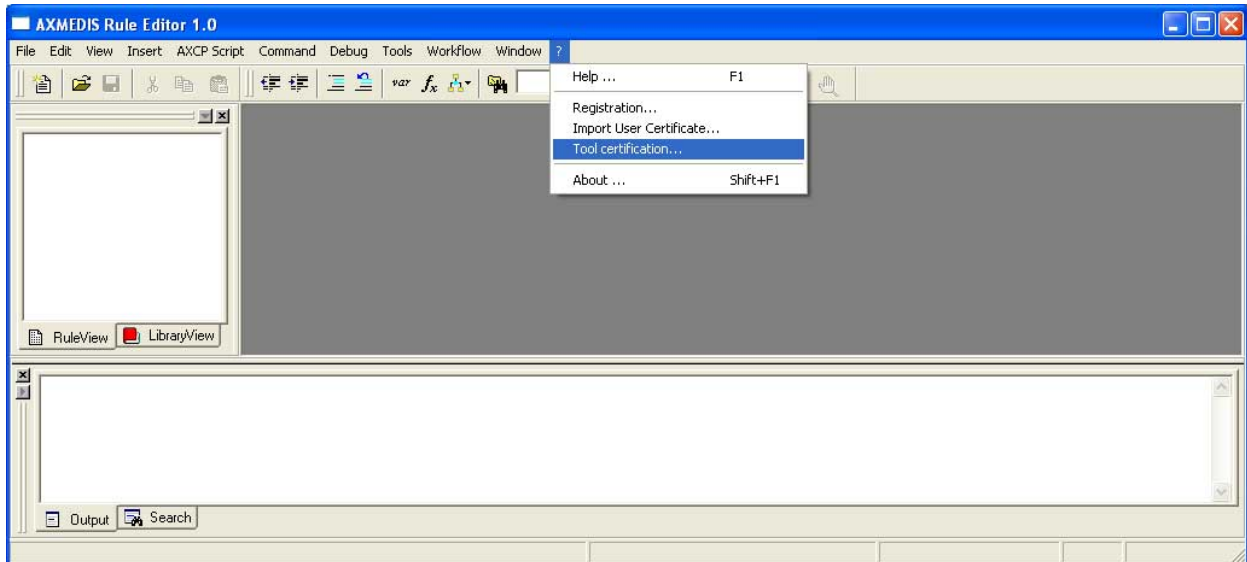 AXMEDIS Rule Editor 1.0
File Edit View Insert AXCP Script Command Debug Tools Workflow Window ?
var fx
Help ... F1
Registration...
Import User Certificate...
Tool certification...
About ... Shift+F1
RuleView LibraryView
Output Search